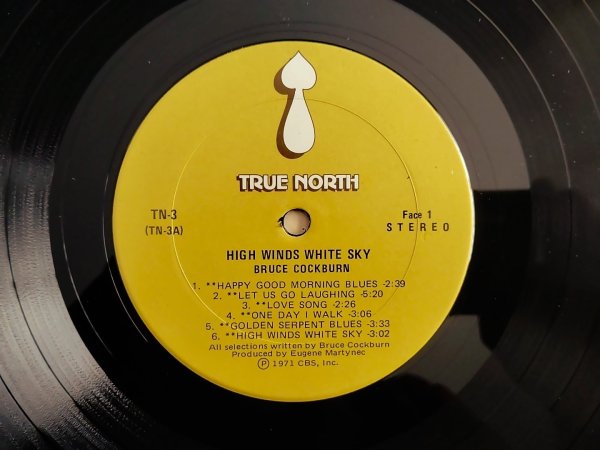 TRUE NORTH
TN-3
(TN-3A)
Face 1
STEREO
HIGH WINDS WHITE SKY
BRUCE COCKBURN
1. **HAPPY GOOD MORNING BLUES -2:39
2. **LET US GO LAUGHING -5:20
3. **LOVE SONG -2:26
4. **ONE DAY I WALK -3:06
5. **GOLDEN SERPENT BLUES -3:33
6. **HIGH WINDS WHITE SKY -3:02
All selections written by Bruce Cockburn
Produced by Eugene Martynec
Ⓟ 1971 CBS, Inc.